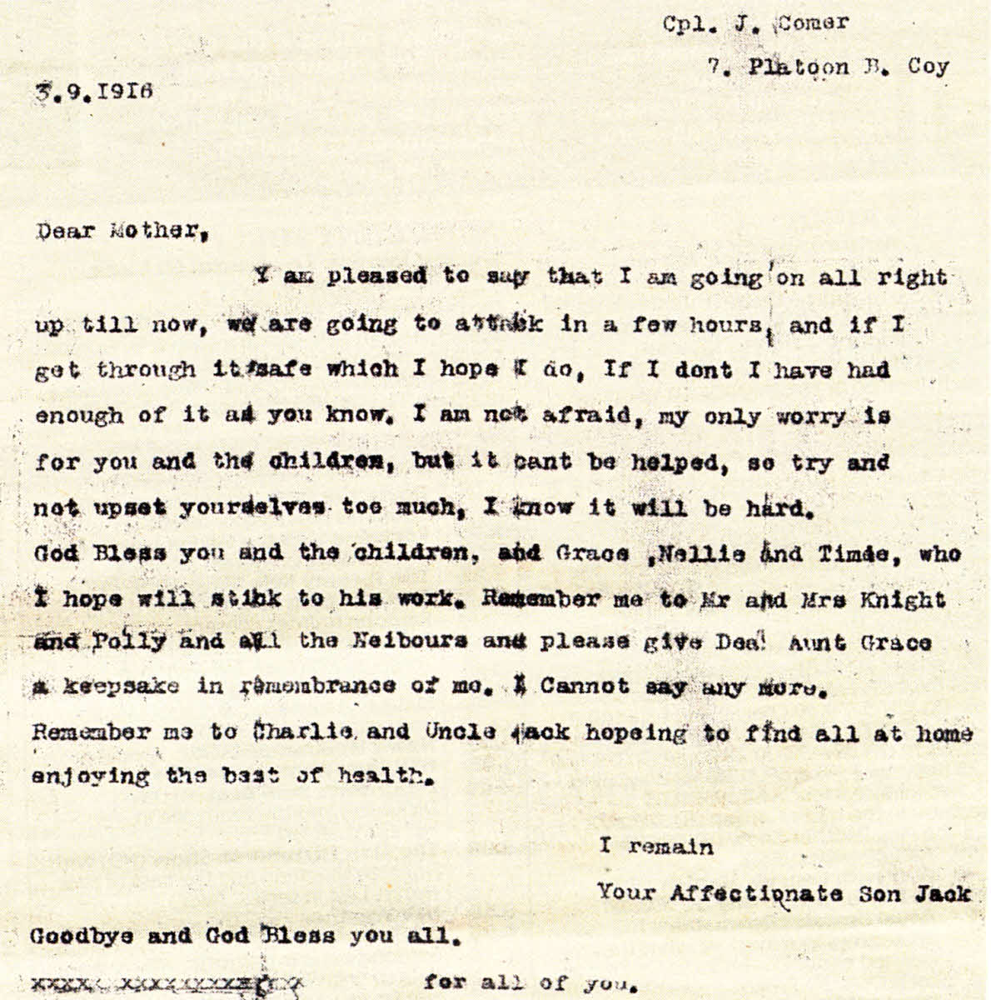 Cpl. J. Comer
7. Platoon B. Coy
3.9.1916
Dear Mother,
I am pleased to say that I am going on all right
up till now, we are going to attack in a few hours, and if I
get through it safe which I hope I do, If I dont I have had
enough of it as you know. I am not afraid, my only worry is
for you and the children, but it cant be helped, so try and
not upset yourselves too much, I know it will be hard.
God Bless you and the children, and Grace ,Nellie and Timde, who
I hope will stick to his work. Remember me to Mr and Mrs Knight
and Polly and all the Neibours and please give Dear Aunt Grace
a keepsake in remembrance of me. I Cannot say any more.
Remember me to Charlie and Uncle Jack hopeing to find all at home
enjoying the best of health.
I remain
Your Affectionate Son Jack
Goodbye and God Bless you all.
for all of you.